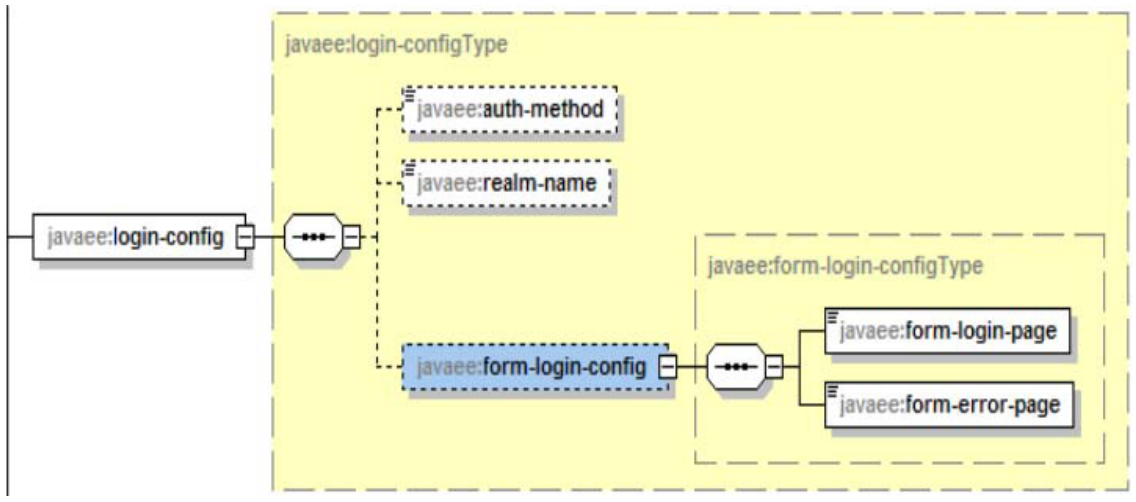 javaee:login-configType
javaee:auth-method
javaee:realm-name
javaee:login-config
javaee:form-login-configType
javaee:form-login-page
javaee:form-login-config
javaee:form-error-page